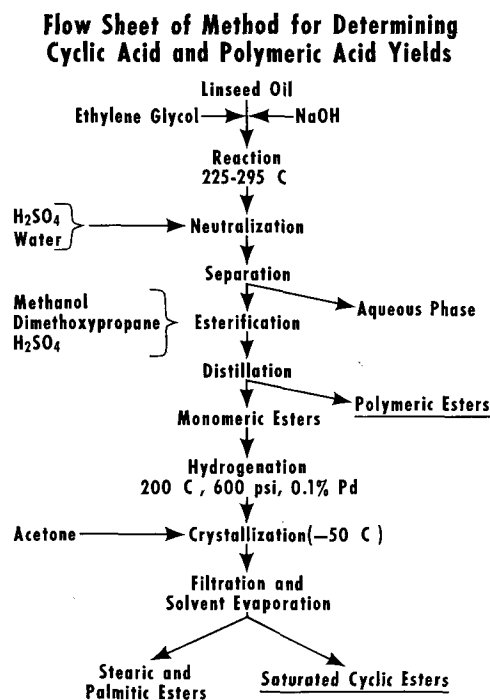 Flow Sheet of Method for Determining
Cyclic Acid and Polymeric Acid Yields
Linseed Oil
Ethylene Glycol NaOH
Reaction
225-295 C
H₂SO₄
Water
Neutralization
Separation
Aqueous Phase
Methanol
Dimethoxypropane
H₂SO₄
Esterification
Distillation
Polymeric Esters
Monomeric Esters
Hydrogenation
200 C, 600 psi, 0.1% Pd
Acetone Crystallization(−50 C)
Filtration and
Solvent Evaporation
Stearic and
Palmitic Esters
Saturated Cyclic Esters